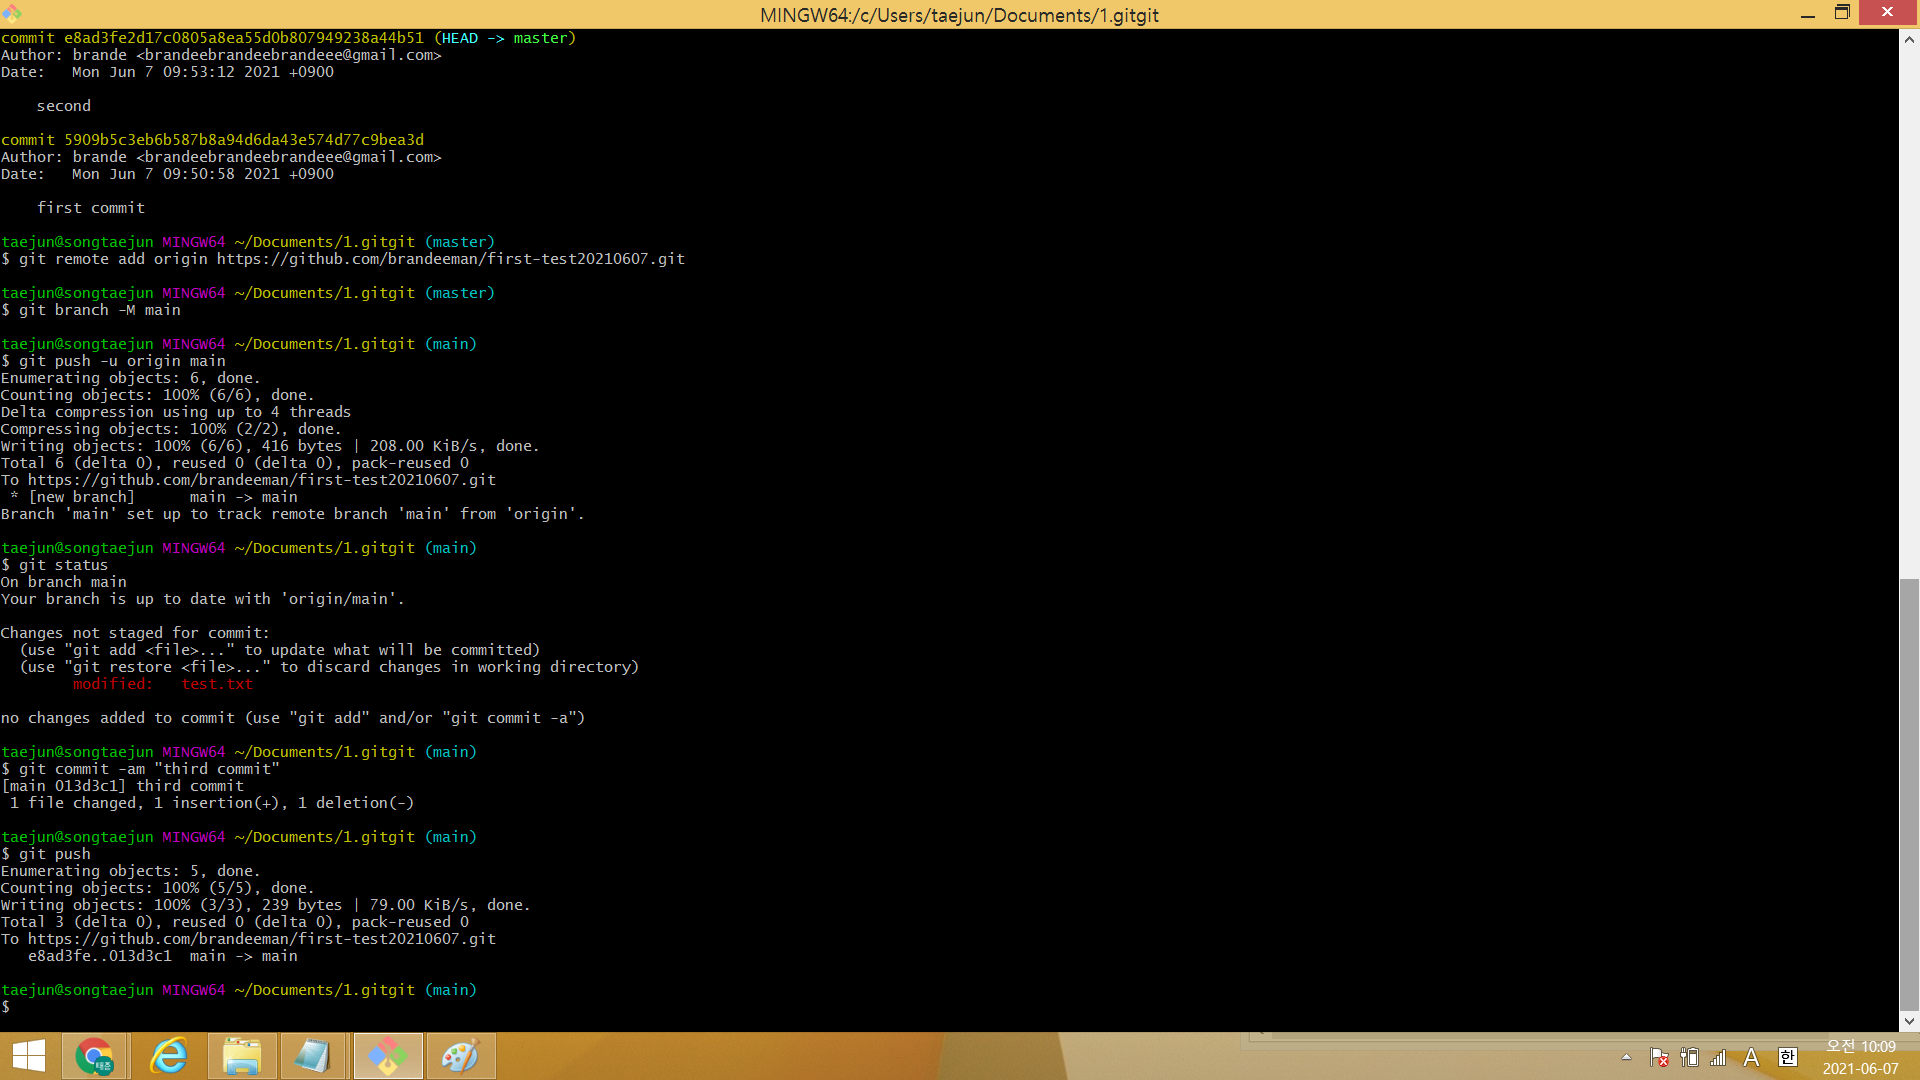 MINGW64:/c/Users/taejun/Documents/1.gitgit
commit e8ad3fe2d17c0805a8ea55d0b807949238a44b51 (HEAD -> master)
Author: brande <brandeebrandeebrandeee@gmail.com>
Date:   Mon Jun 7 09:53:12 2021 +0900
    second
commit 5909b5c3eb6b587b8a94d6da43e574d77c9bea3d
Author: brande <brandeebrandeebrandeee@gmail.com>
Date:   Mon Jun 7 09:50:58 2021 +0900
    first commit
taejun@songtaejun MINGW64 ~/Documents/1.gitgit (master)
$ git remote add origin https://github.com/brandeeman/first-test20210607.git
taejun@songtaejun MINGW64 ~/Documents/1.gitgit (master)
$ git branch -M main
taejun@songtaejun MINGW64 ~/Documents/1.gitgit (main)
$ git push -u origin main
Enumerating objects: 6, done.
Counting objects: 100% (6/6), done.
Delta compression using up to 4 threads
Compressing objects: 100% (2/2), done.
Writing objects: 100% (6/6), 416 bytes | 208.00 KiB/s, done.
Total 6 (delta 0), reused 0 (delta 0), pack-reused 0
To https://github.com/brandeeman/first-test20210607.git
 * [new branch]      main -> main
Branch 'main' set up to track remote branch 'main' from 'origin'.
taejun@songtaejun MINGW64 ~/Documents/1.gitgit (main)
$ git status
On branch main
Your branch is up to date with 'origin/main'.
Changes not staged for commit:
  (use "git add <file>..." to update what will be committed)
  (use "git restore <file>..." to discard changes in working directory)
        modified:   test.txt
no changes added to commit (use "git add" and/or "git commit -a")
taejun@songtaejun MINGW64 ~/Documents/1.gitgit (main)
$ git commit -am "third commit"
[main 013d3c1] third commit
 1 file changed, 1 insertion(+), 1 deletion(-)
taejun@songtaejun MINGW64 ~/Documents/1.gitgit (main)
$ git push
Enumerating objects: 5, done.
Counting objects: 100% (5/5), done.
Writing objects: 100% (3/3), 239 bytes | 79.00 KiB/s, done.
Total 3 (delta 0), reused 0 (delta 0), pack-reused 0
To https://github.com/brandeeman/first-test20210607.git
   e8ad3fe..013d3c1  main -> main
taejun@songtaejun MINGW64 ~/Documents/1.gitgit (main)
$
태준
A 한
오전 10:09
2021-06-07